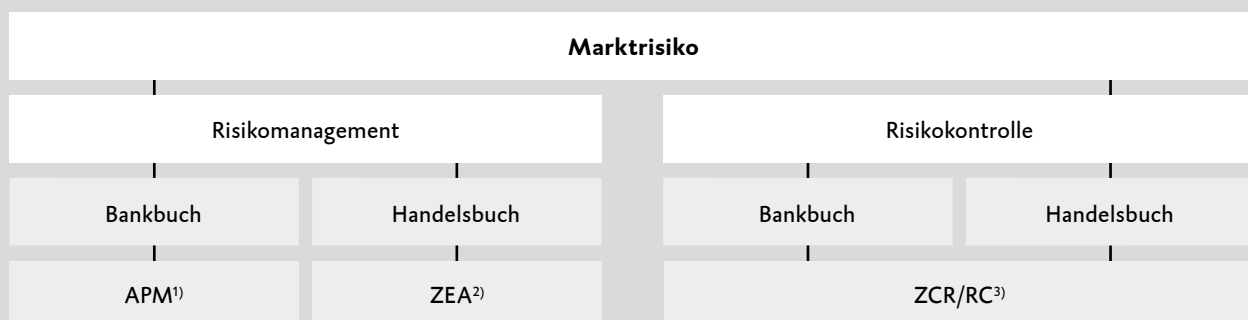 Marktrisiko
Risikomanagement Risikokontrolle
Bankbuch Handelsbuch Bankbuch Handelsbuch
APM1) ZEA2) ZCR/RC3)